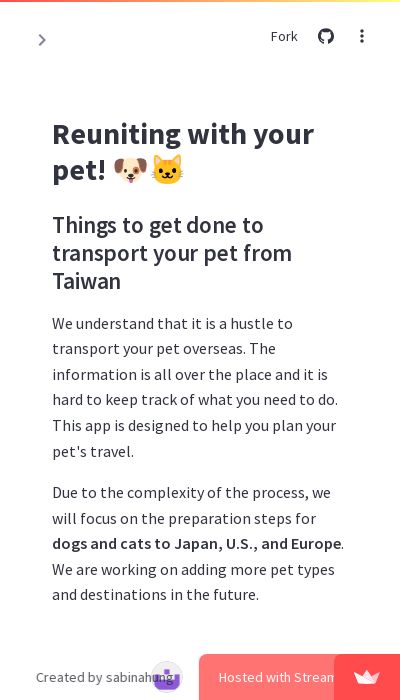 Fork
Reuniting with your
pet! 🐶🐱
Things to get done to
transport your pet from
Taiwan
We understand that it is a hustle to
transport your pet overseas. The
information is all over the place and it is
hard to keep track of what you need to do.
This app is designed to help you plan your
pet's travel.
Due to the complexity of the process, we
will focus on the preparation steps for
dogs and cats to Japan, U.S., and Europe.
We are working on adding more pet types
and destinations in the future.
Created by sabinahung
Hosted with Stream